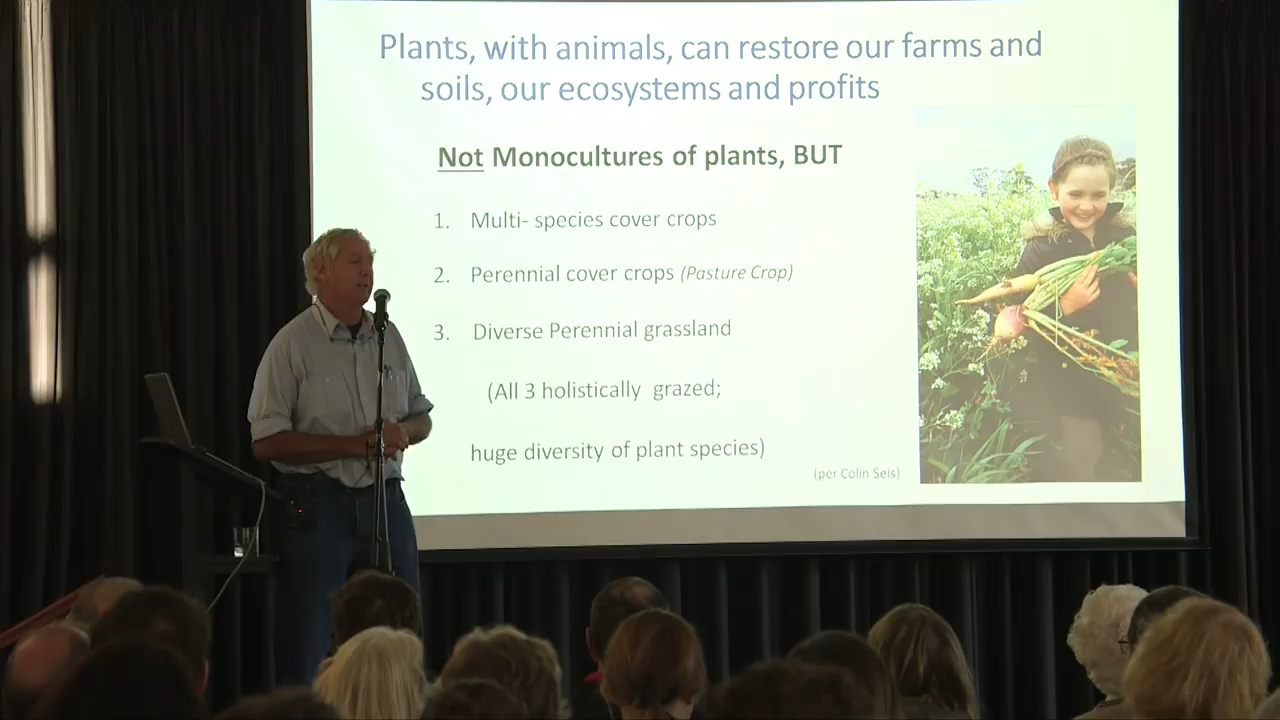 Plants, with animals, can restore our farms and
soils, our ecosystems and profits
Not Monocultures of plants, BUT
1. Multi- species cover crops
2. Perennial cover crops (Pasture Crop)
3. Diverse Perennial grassland
(All 3 holistically grazed;
huge diversity of plant species)
(per Colin Seis)